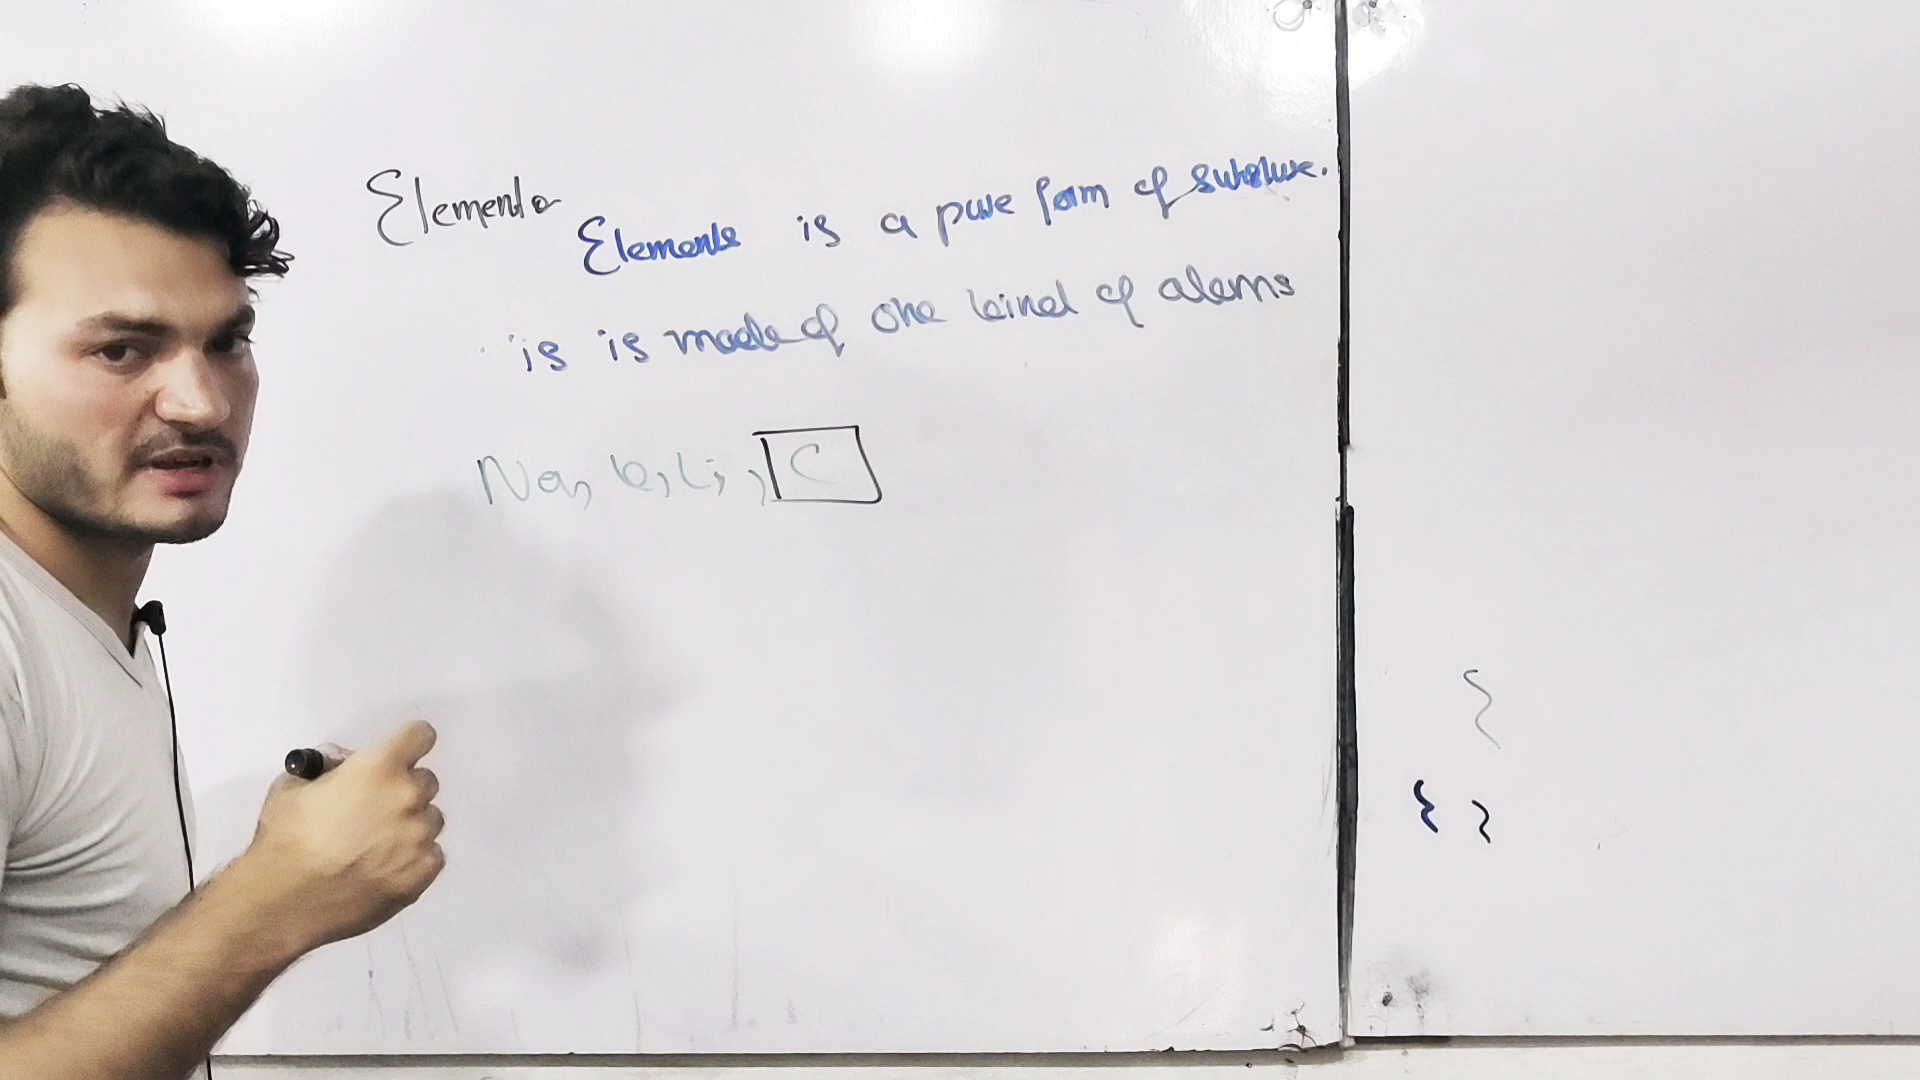 Elements
Elements is a pure form of substance.
is is made of one kind of atoms
Na, K, Li, , C
{
{ }